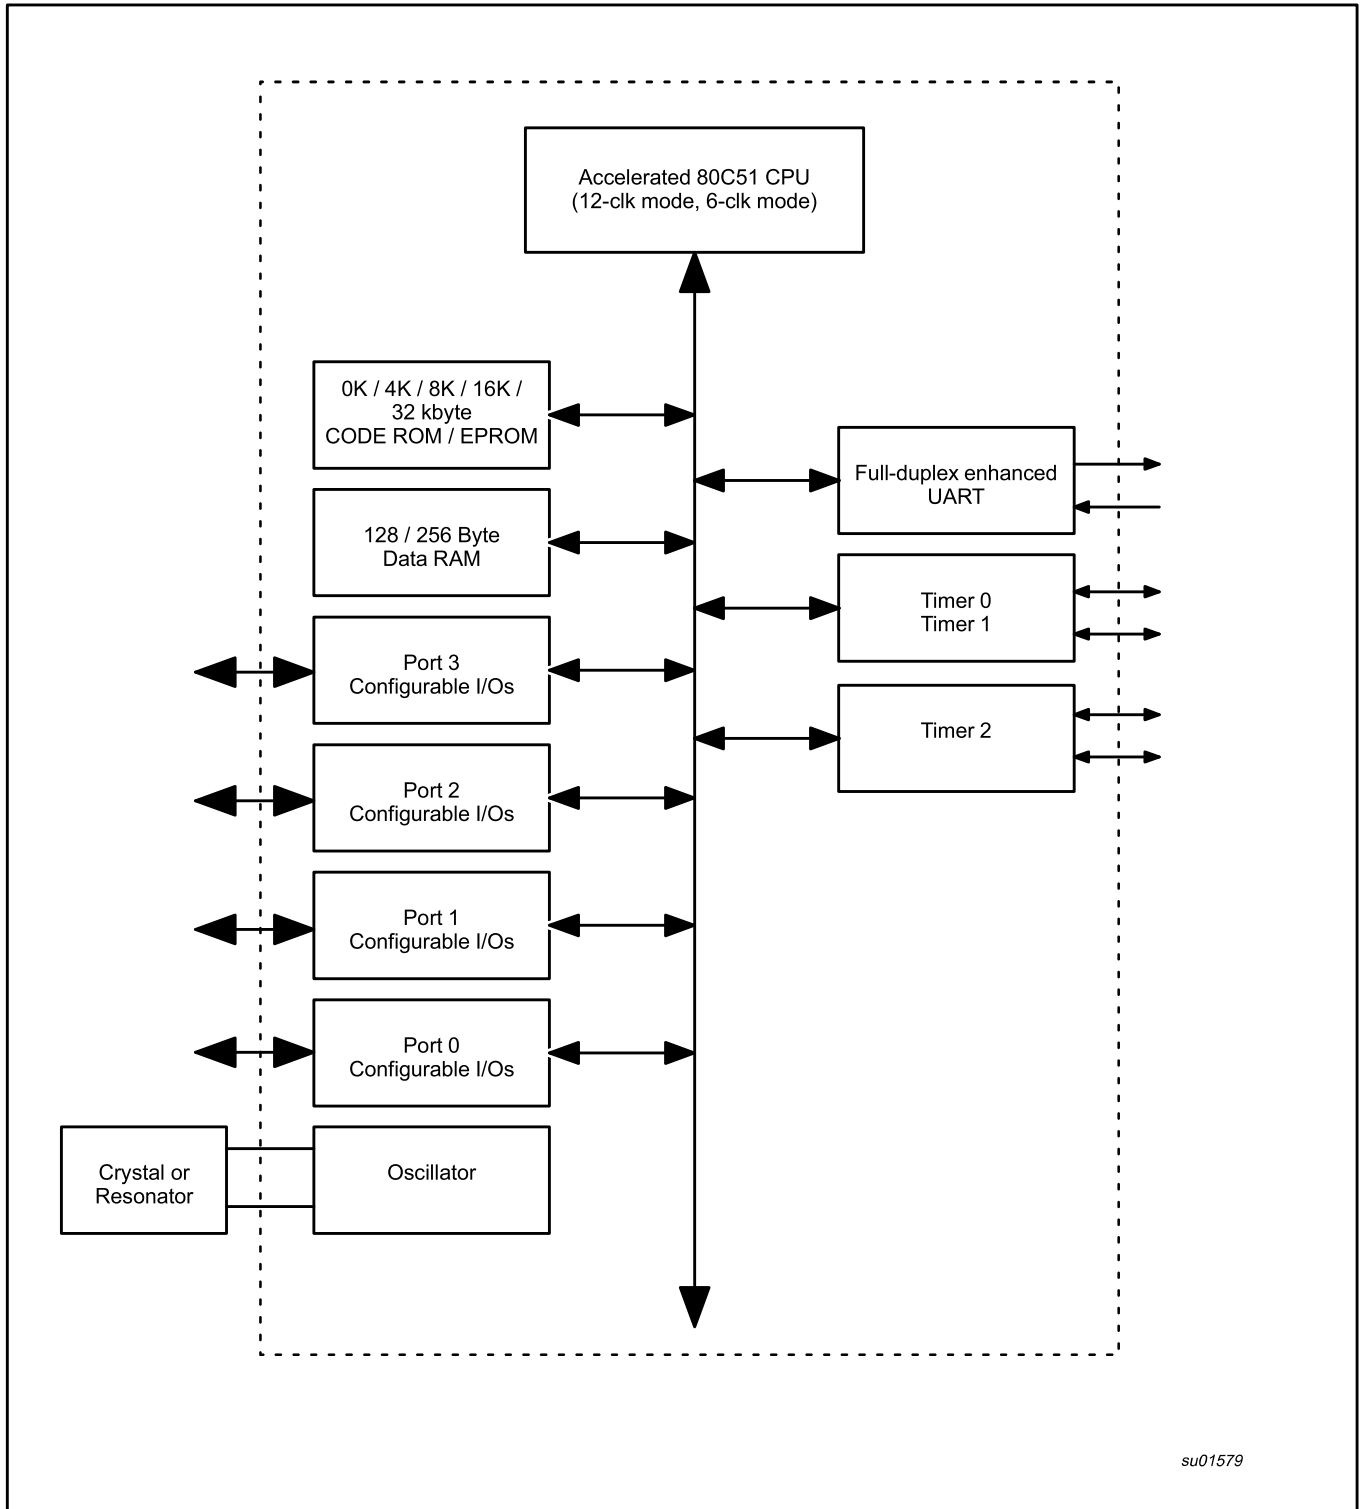 Accelerated 80C51 CPU
(12-clk mode, 6-clk mode)
0K / 4K / 8K / 16K /
32 kbyte
CODE ROM / EPROM
Full-duplex enhanced
UART
128 / 256 Byte
Data RAM
Timer 0
Timer 1
Port 3
Configurable I/Os
Timer 2
Port 2
Configurable I/Os
Port 1
Configurable I/Os
Port 0
Configurable I/Os
Crystal or
Resonator
Oscillator
su01579